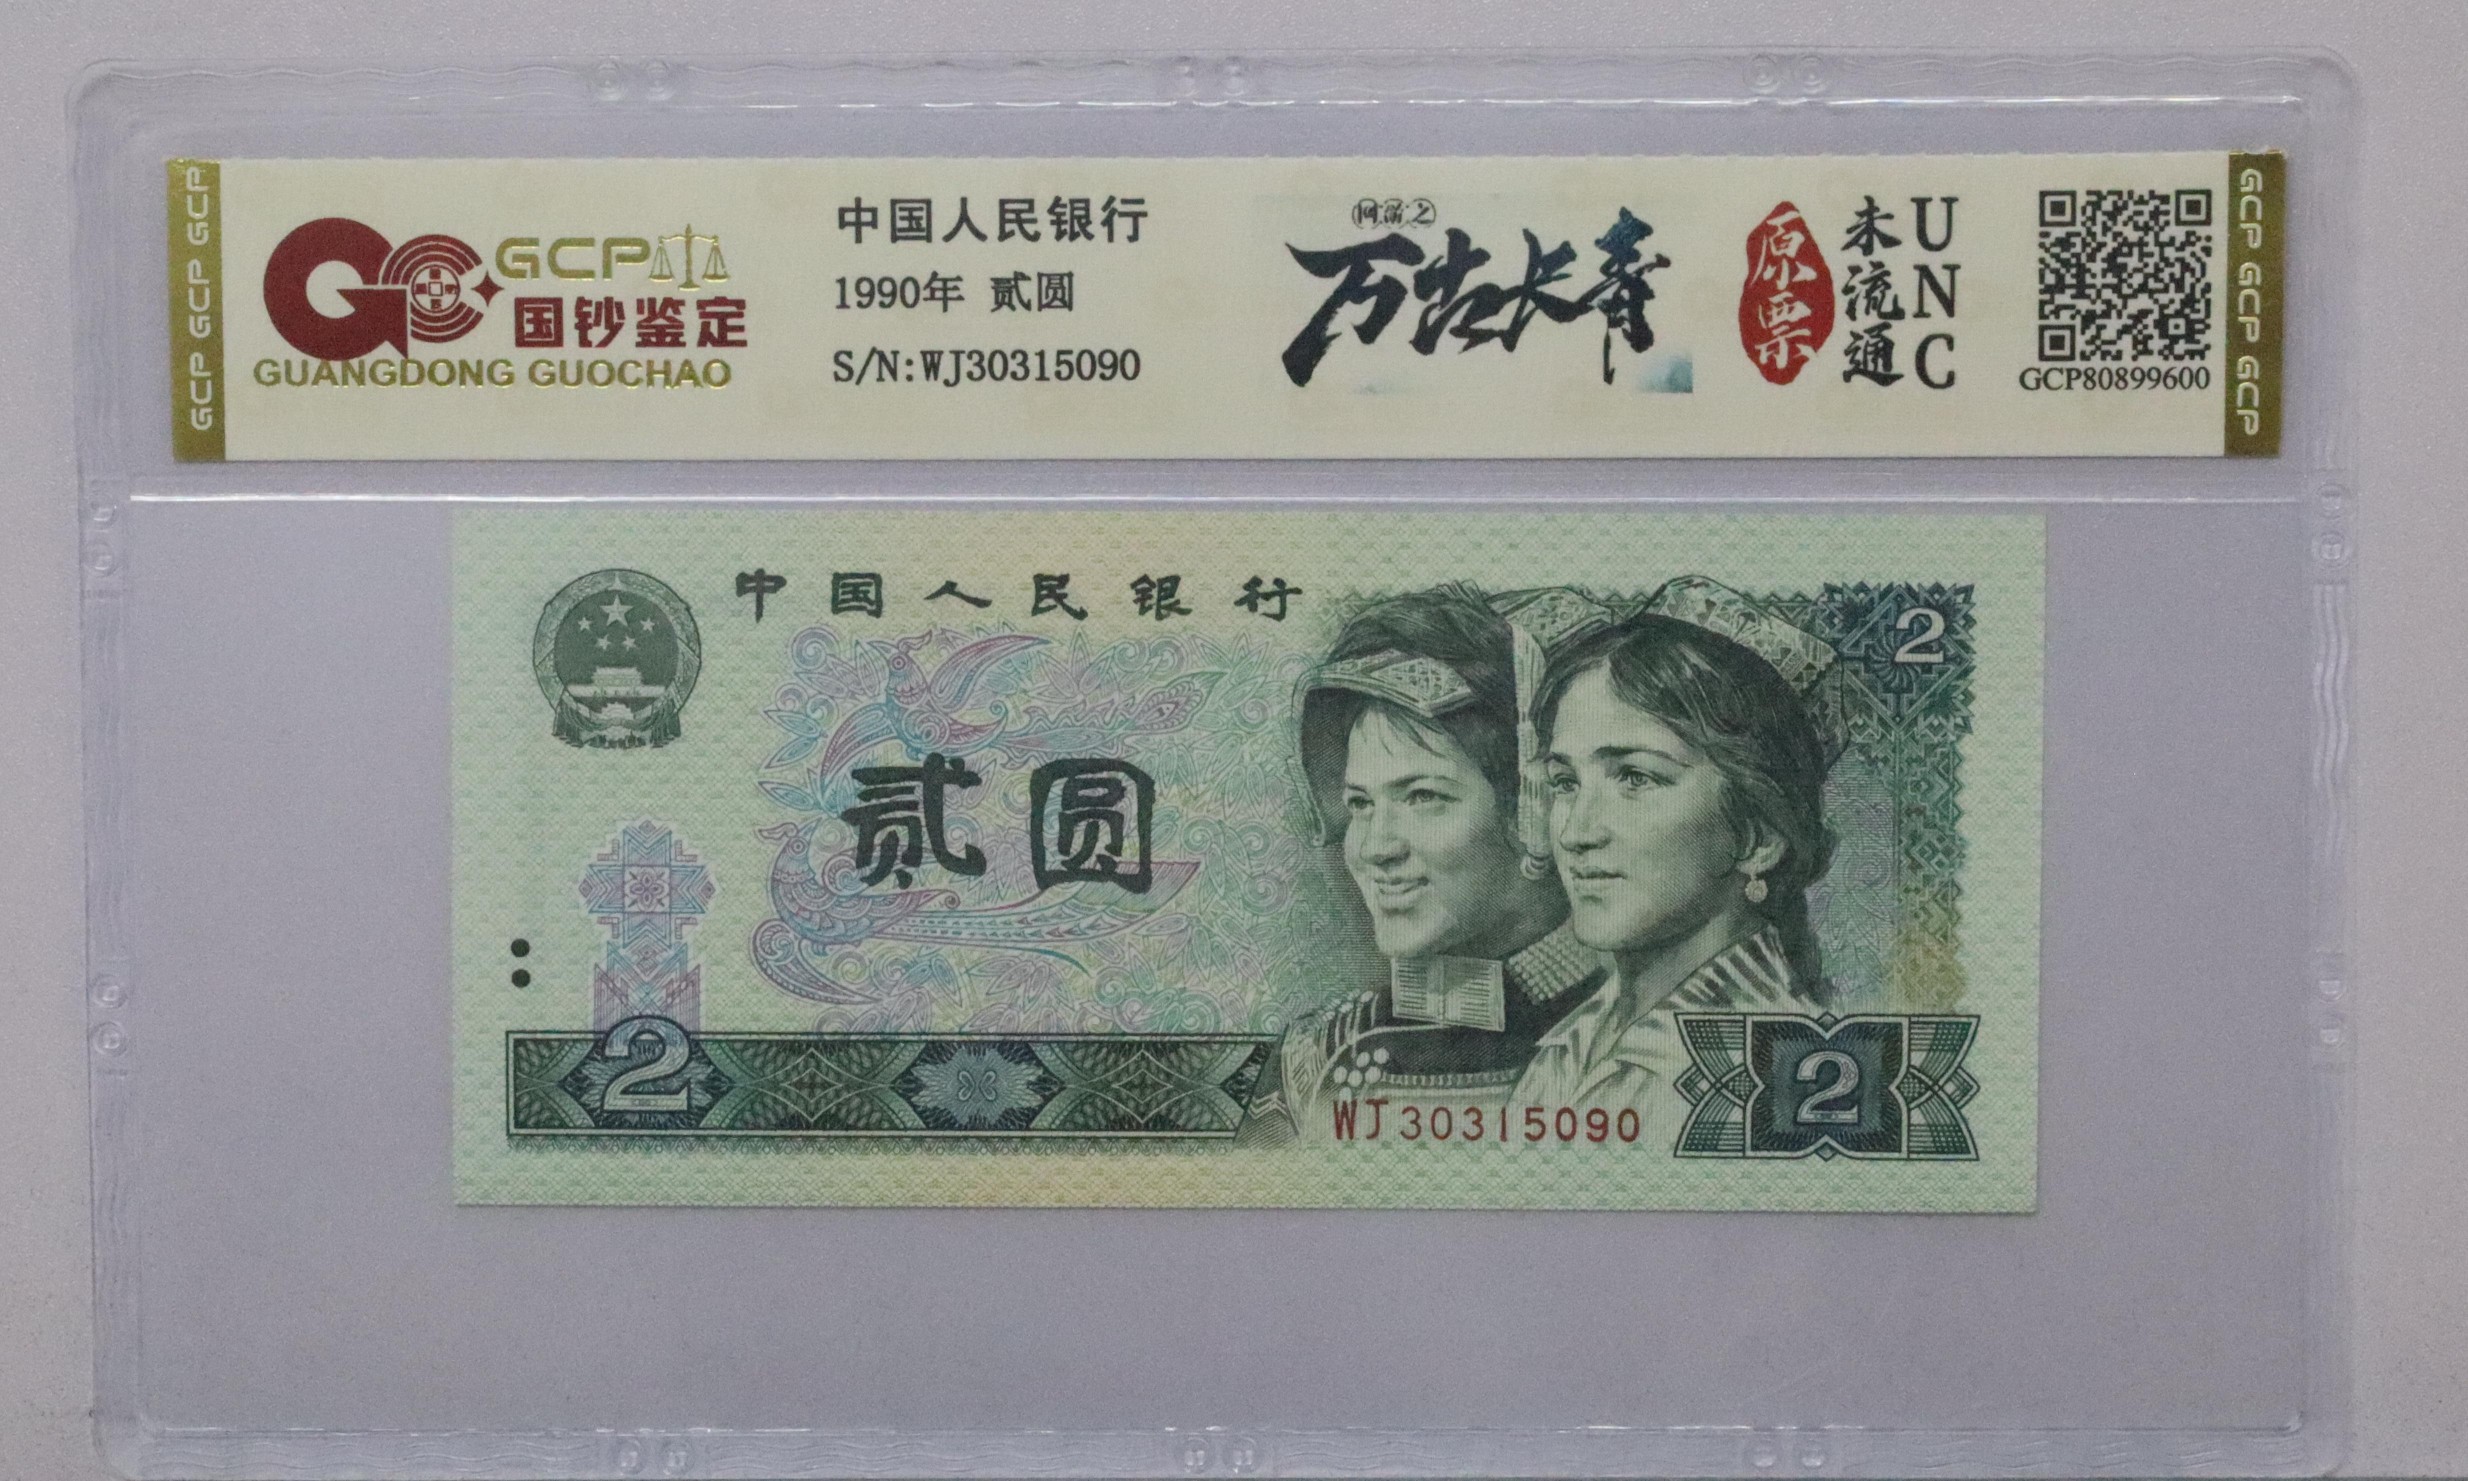 GCP GCP GCP
GCP
国钞鉴定
GUANGDONG GUOCHAO
中国人民银行
1990年 贰圆
S/N:WJ30315090
万古长青
原票
未流通
UNC
GCP80899600
GCP GCP GCP
中国人民银行
2
贰圆
2
WJ30315090
2